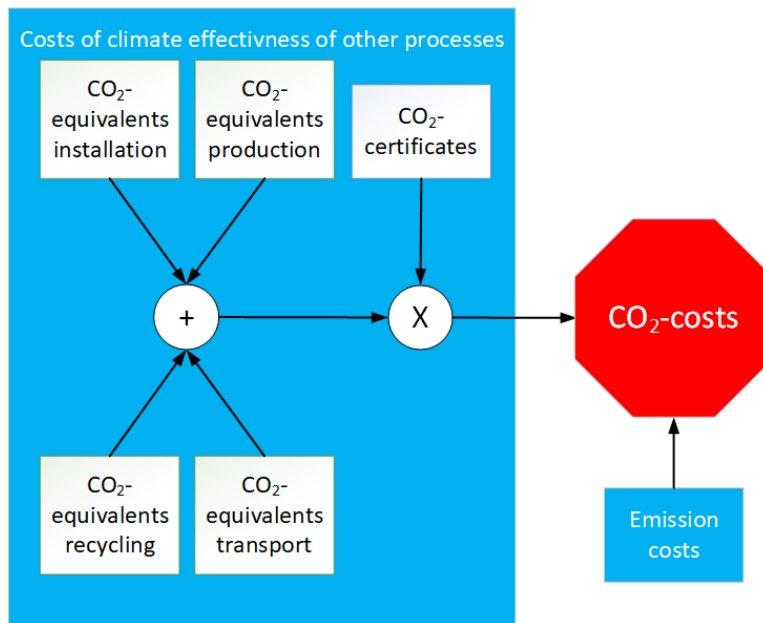 Costs of climate effectivness of other processes
CO₂-
equivalents
installation
CO₂-
equivalents
production
CO₂-
certificates
+
X
CO₂-costs
CO₂-
equivalents
recycling
CO₂-
equivalents
transport
Emission
costs